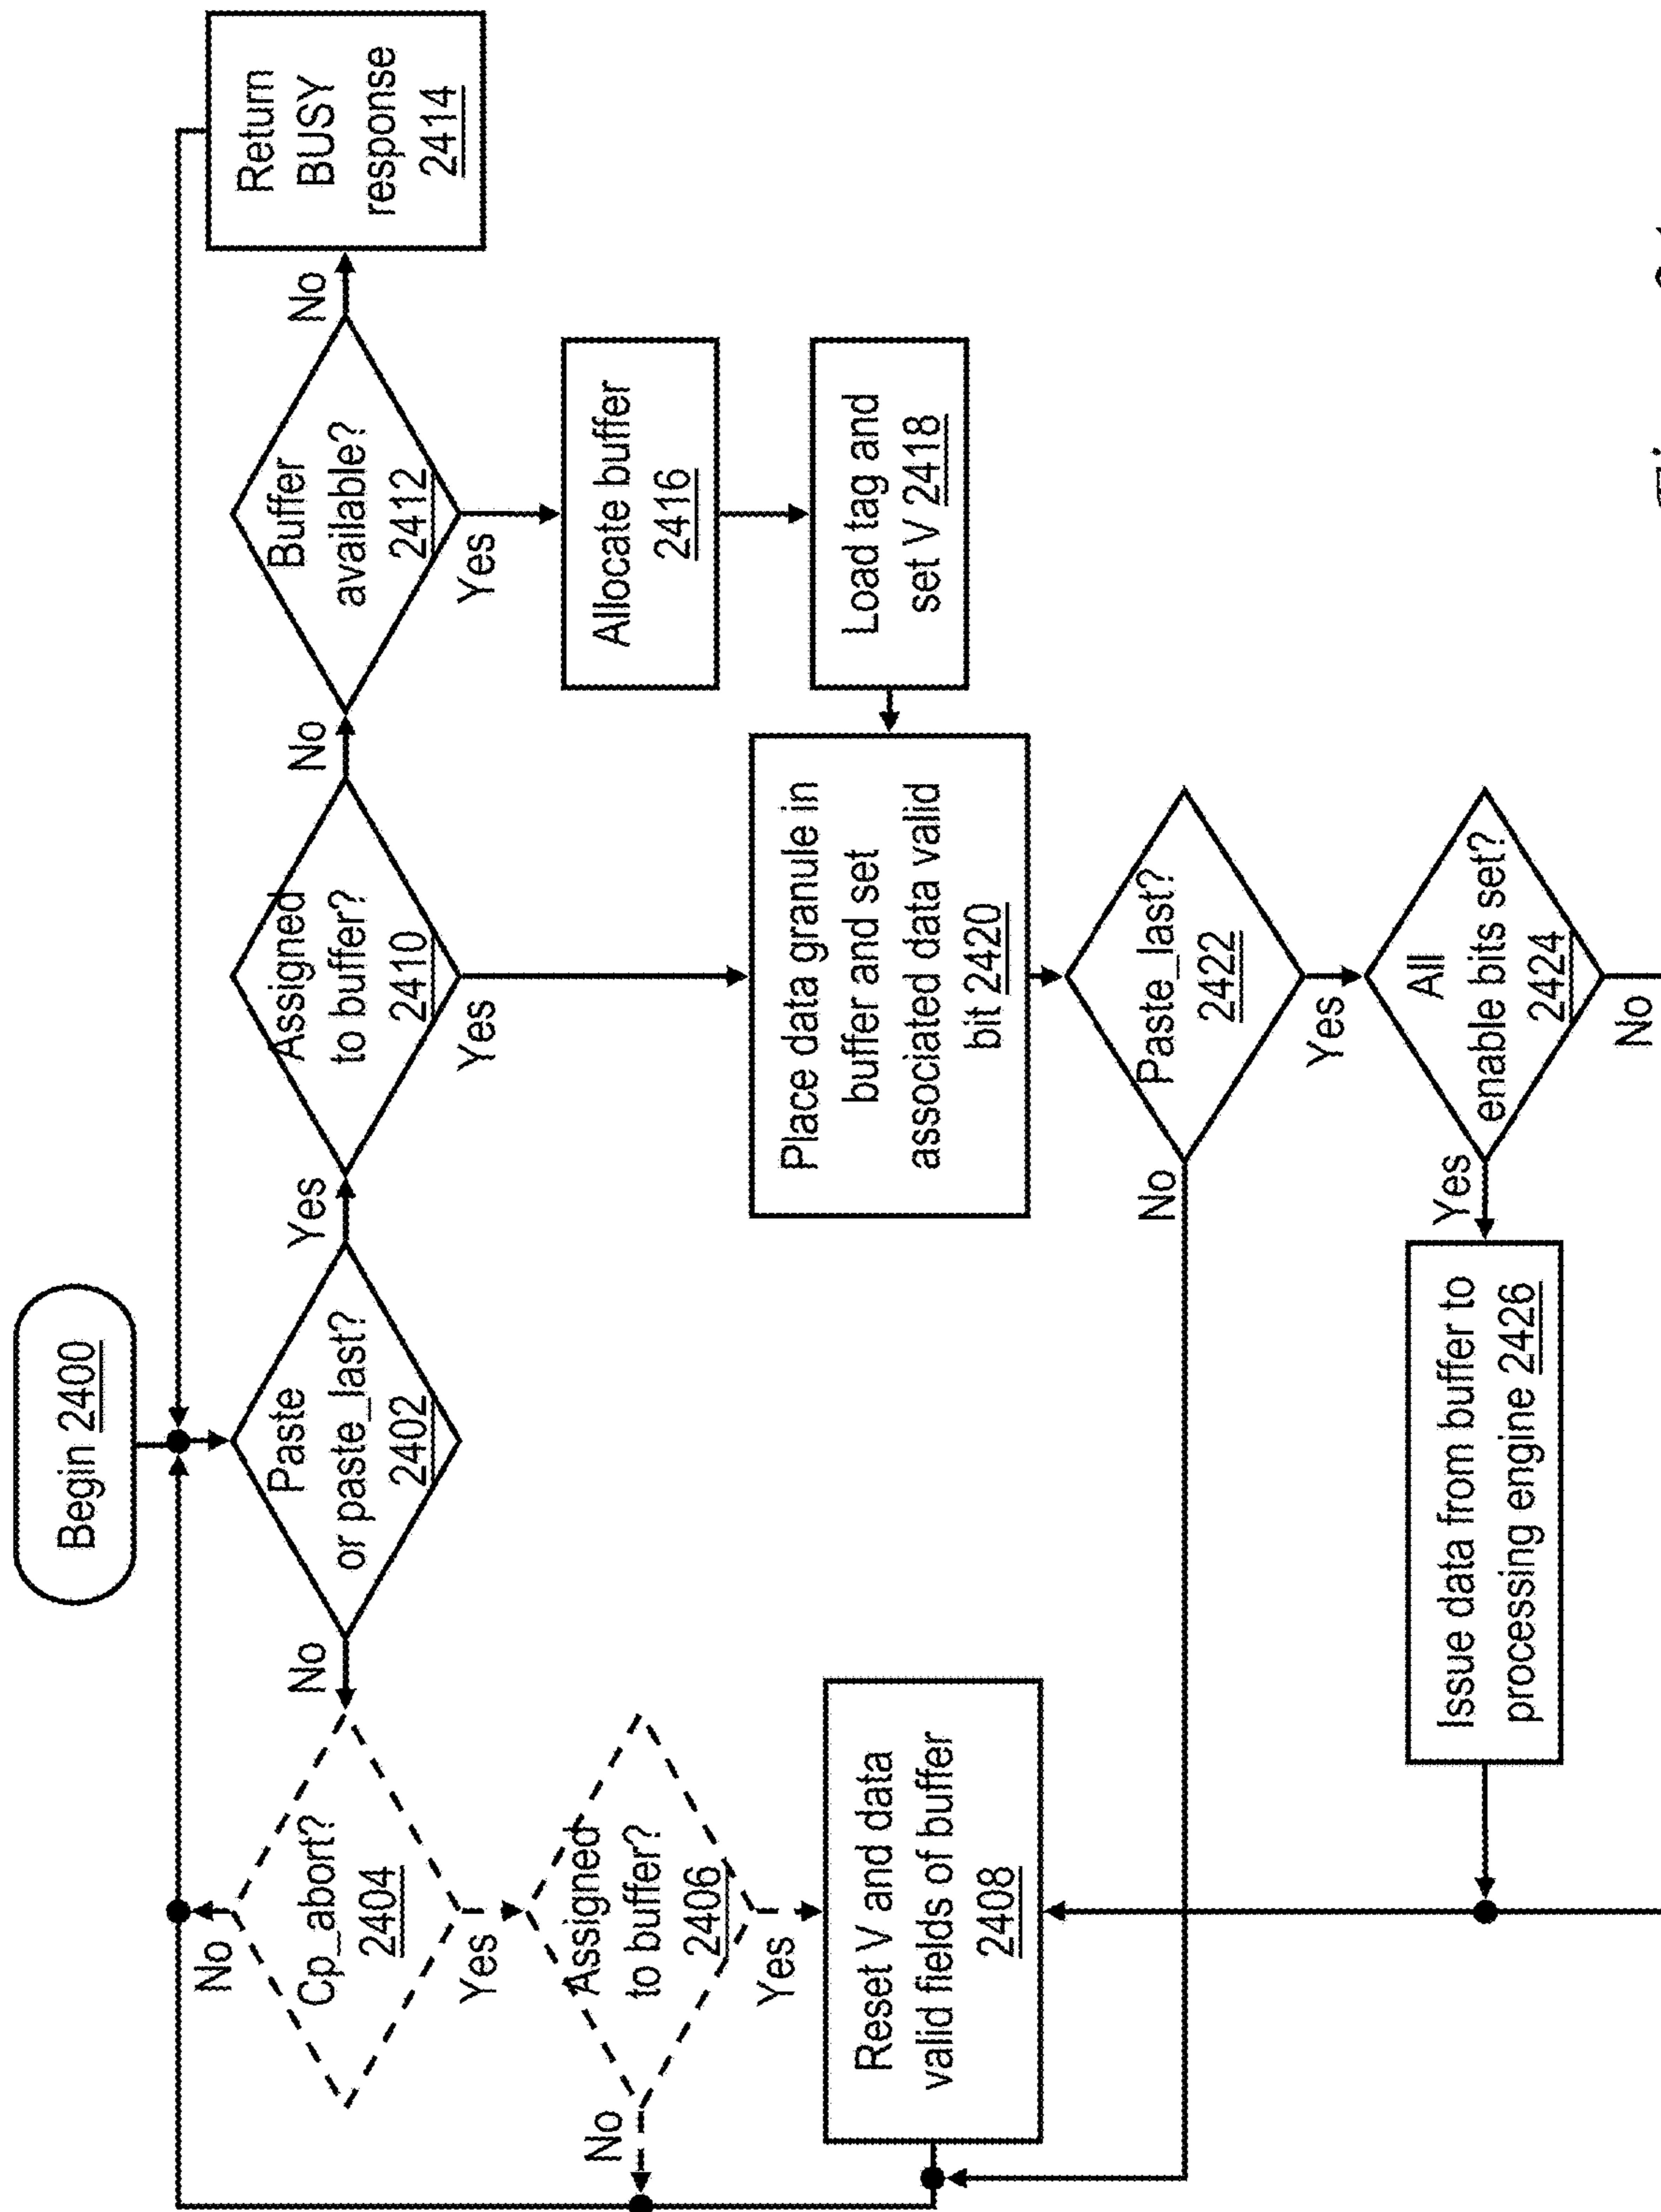 Begin 2400
Paste
or paste_last?
2402
No
Yes
Cp_abort?
2404
No
Yes
Assigned
to buffer?
2406
No
Yes
Reset V and data
valid fields of buffer
2408
Assigned
to buffer?
2410
No
Yes
Buffer
available?
2412
No
Yes
Return
BUSY
response
2414
Allocate buffer
2416
Load tag and
set V 2418
Place data granule in
buffer and set
associated data valid
bit 2420
Paste_last?
2422
No
Yes
All
enable bits set?
2424
Yes
No
Issue data from buffer to
processing engine 2426